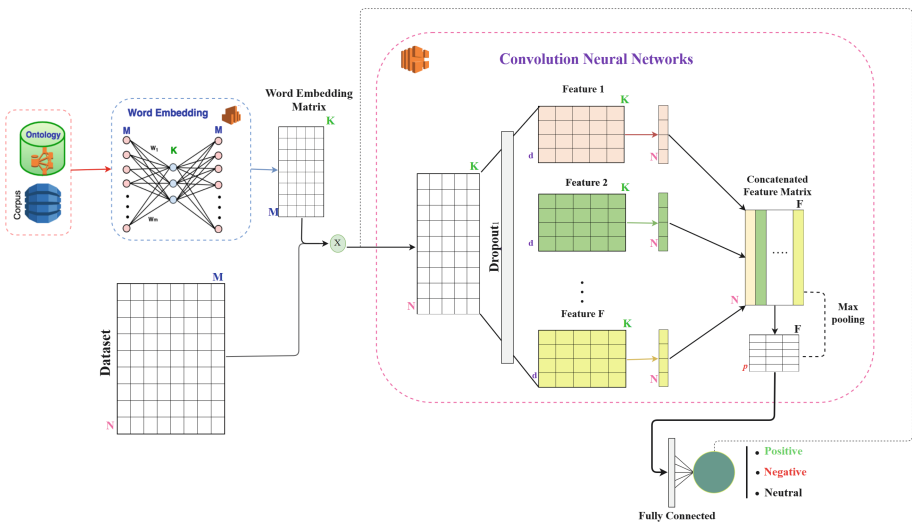 Convolution Neural Networks
Ontology
Corpus
Word Embedding
M
M
K
W1
Wm
Word Embedding
Matrix
K
M
X
Dataset
M
N
K
N
Dropout
Feature 1
K
d
N
Feature 2
K
d
N
Feature F
K
d
N
Concatenated
Feature Matrix
F
N
Max
pooling
F
p
Fully Connected
• Positive
• Negative
• Neutral